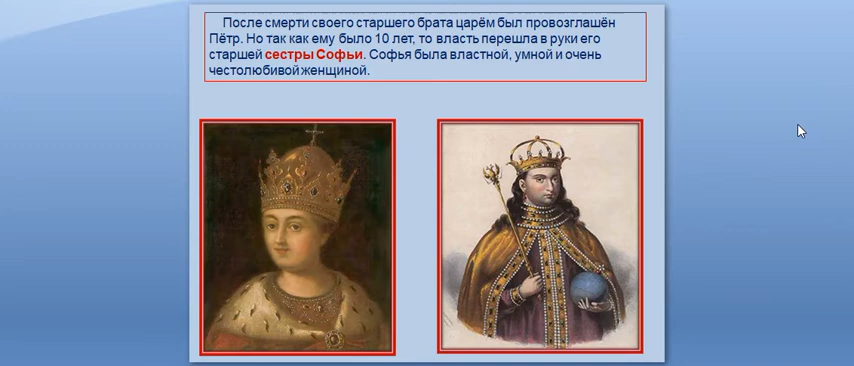 После смерти своего старшего брата царём был провозглашён
Пётр. Но так как ему было 10 лет, то власть перешла в руки его
старшей сестры Софьи. Софья была властной, умной и очень
честолюбивой женщиной.